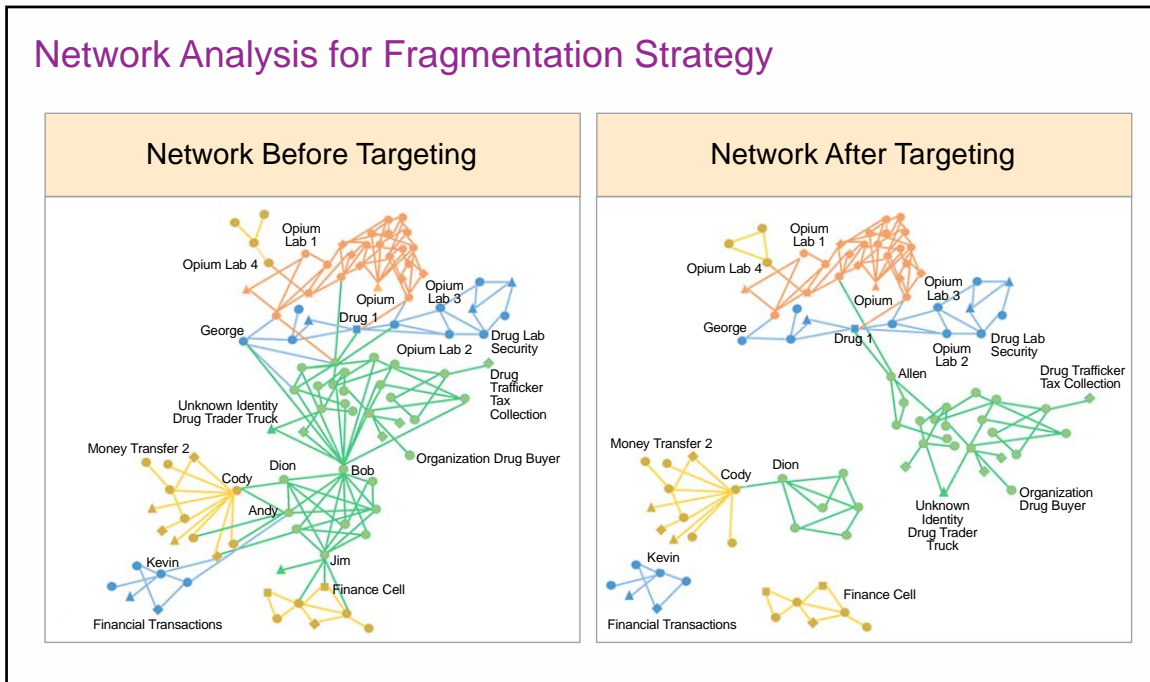 Network Analysis for Fragmentation Strategy
Network Before Targeting
Opium
Lab 1
Opium Lab 4
Opium
Opium
Lab 3
George
Drug 1
Drug Lab
Security
Opium Lab 2
Drug
Trafficker
Tax
Collection
Unknown Identity
Drug Trader Truck
Money Transfer 2
Cody
Dion
Bob
Organization Drug Buyer
Andy
Jim
Kevin
Finance Cell
Financial Transactions
Network After Targeting
Opium
Lab 1
Opium Lab 4
Opium
Opium
Lab 3
George
Drug 1
Opium
Lab 2
Drug Lab
Security
Allen
Drug Trafficker
Tax Collection
Money Transfer 2
Cody
Dion
Organization
Drug Buyer
Unknown
Identity
Drug Trader
Truck
Kevin
Finance Cell
Financial Transactions